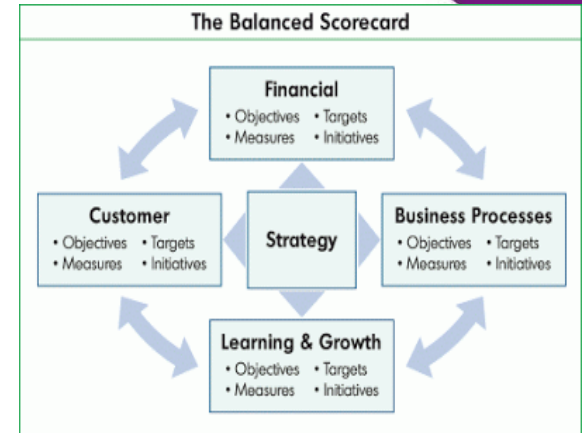 The Balanced Scorecard
Financial
• Objectives • Targets
• Measures • Initiatives
Customer
• Objectives • Targets
• Measures • Initiatives
Strategy
Business Processes
• Objectives • Targets
• Measures • Initiatives
Learning & Growth
• Objectives • Targets
• Measures • Initiatives